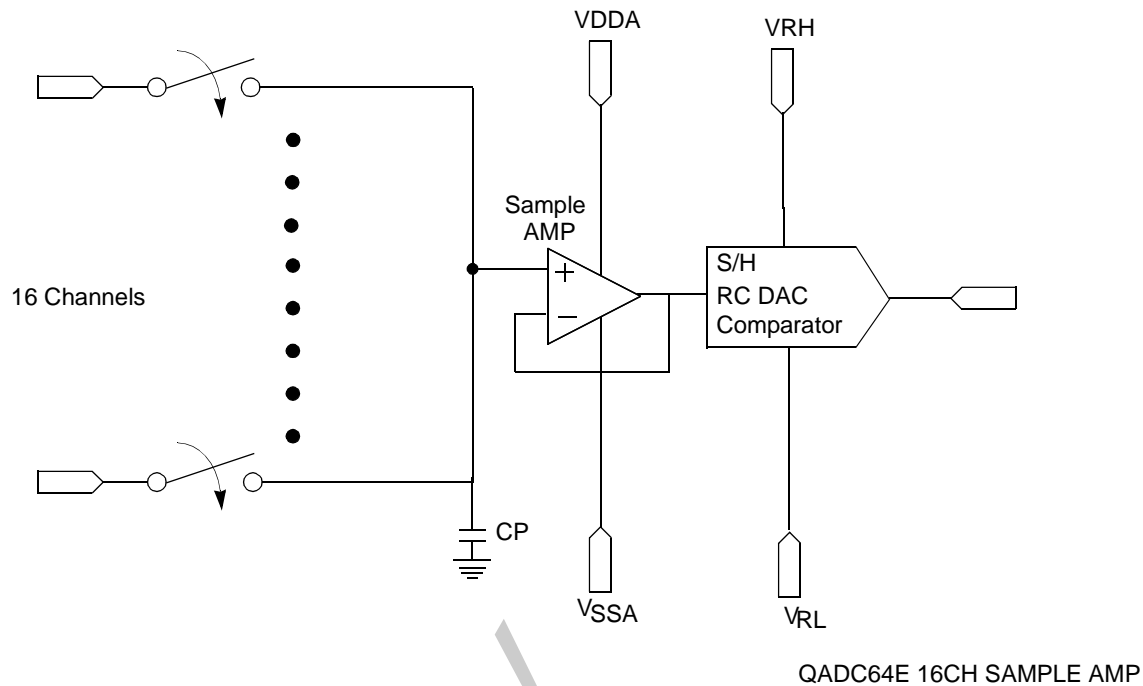 VDDA
VRH
Sample
AMP
+
−
S/H
RC DAC
Comparator
16 Channels
CP
VSSA
VRL
QADC64E 16CH SAMPLE AMP